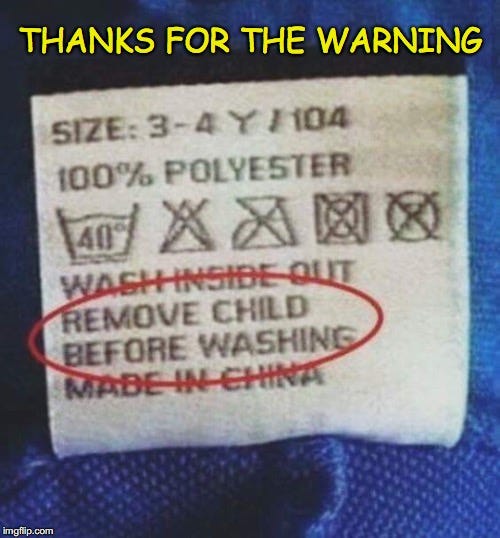 THANKS FOR THE WARNING
SIZE: 3-4 Y / 104
100% POLYESTER
40°
WASH INSIDE OUT
REMOVE CHILD
BEFORE WASHING
MADE IN CHINA
imgflip.com